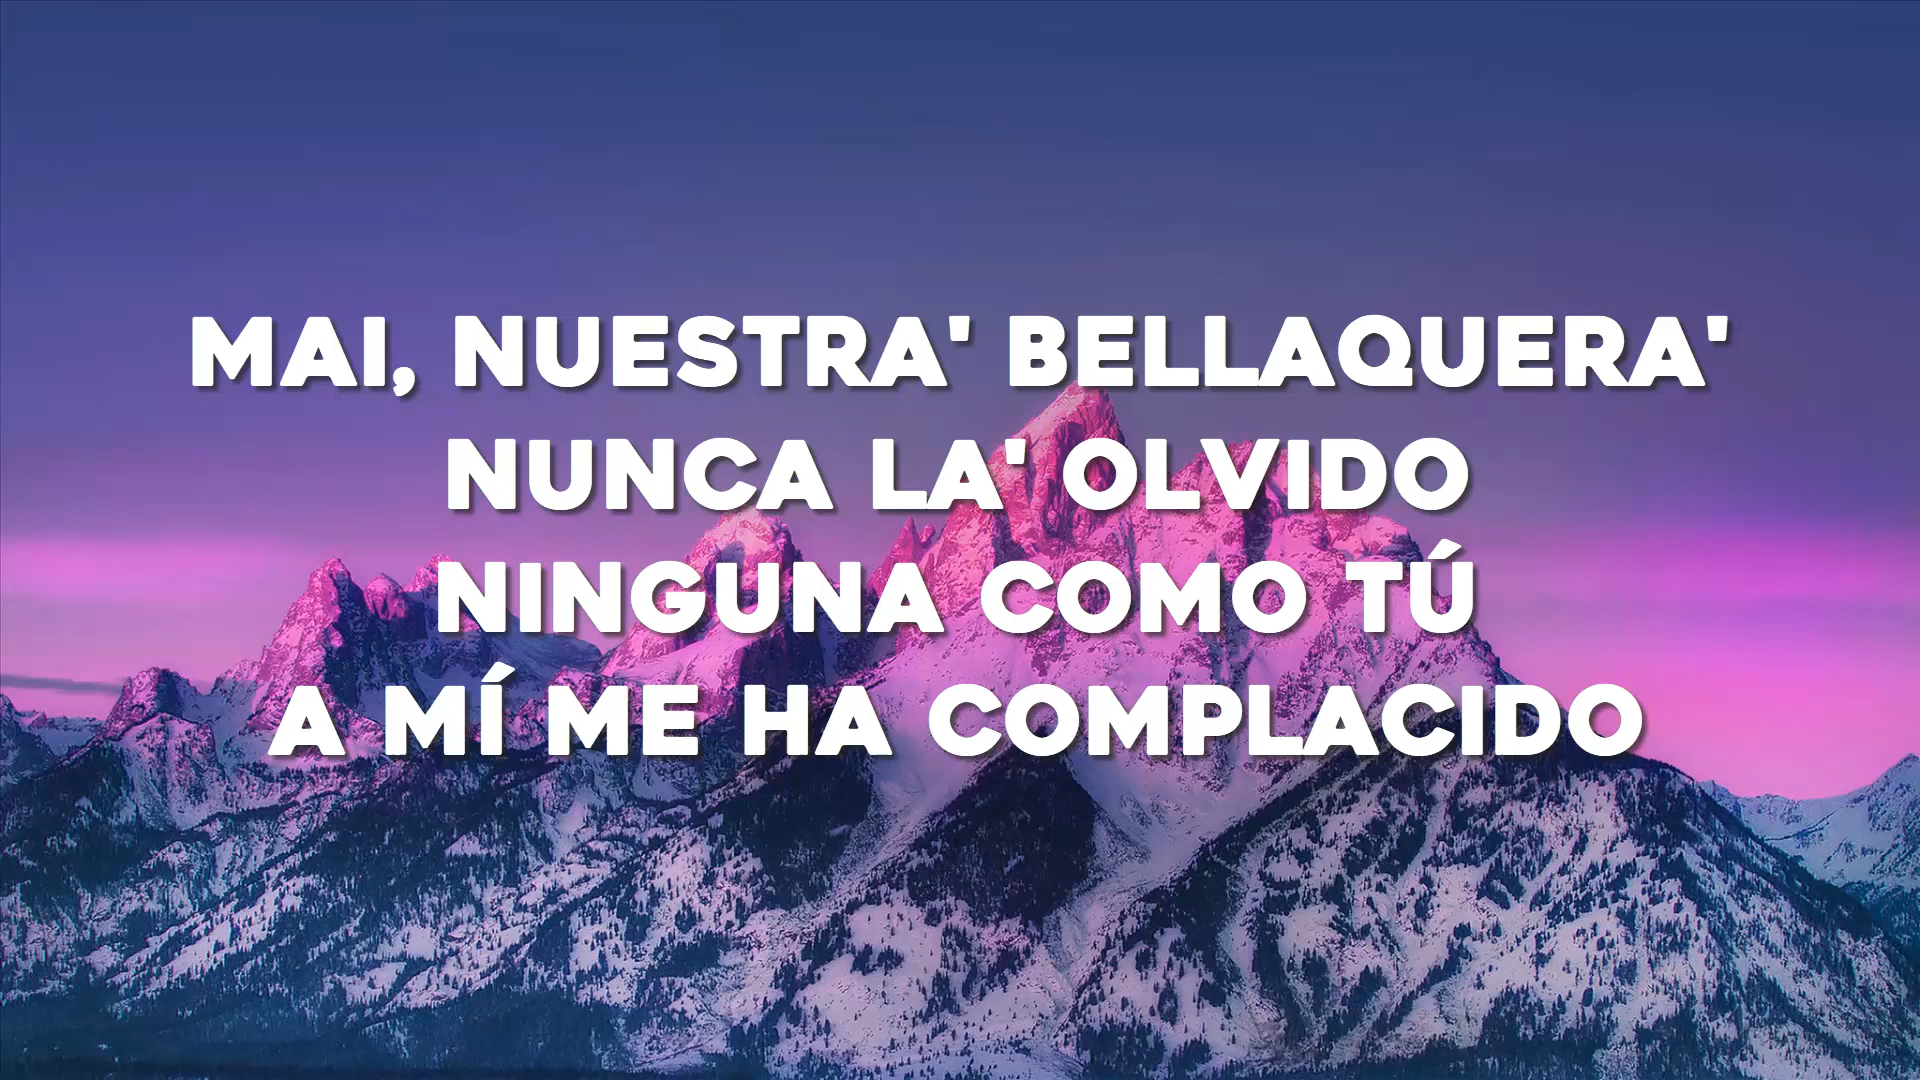 MAI, NUESTRA' BELLAQUERA'
NUNCA LA' OLVIDO
NINGUNA COMO TÚ
A MÍ ME HA COMPLACIDO